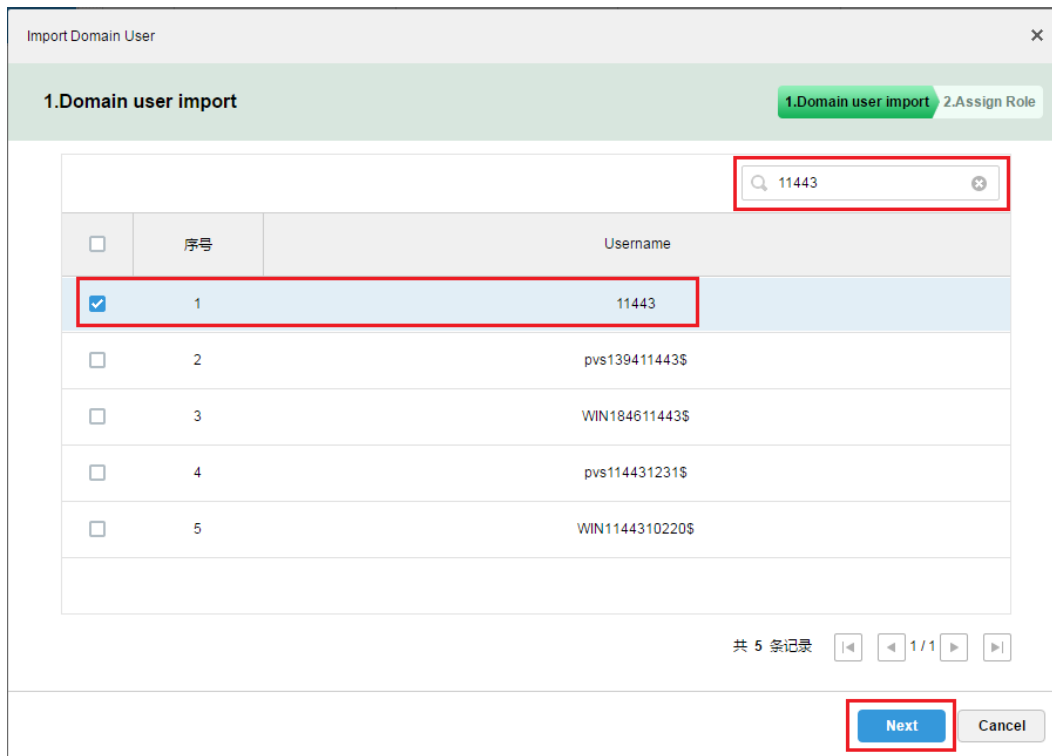 Import Domain User
1.Domain user import
1.Domain user import 2.Assign Role
11443
序号 Username
1 11443
2 pvs139411443$
3 WIN184611443$
4 pvs114431231$
5 WIN1144310220$
共 5 条记录 1 / 1
Next Cancel